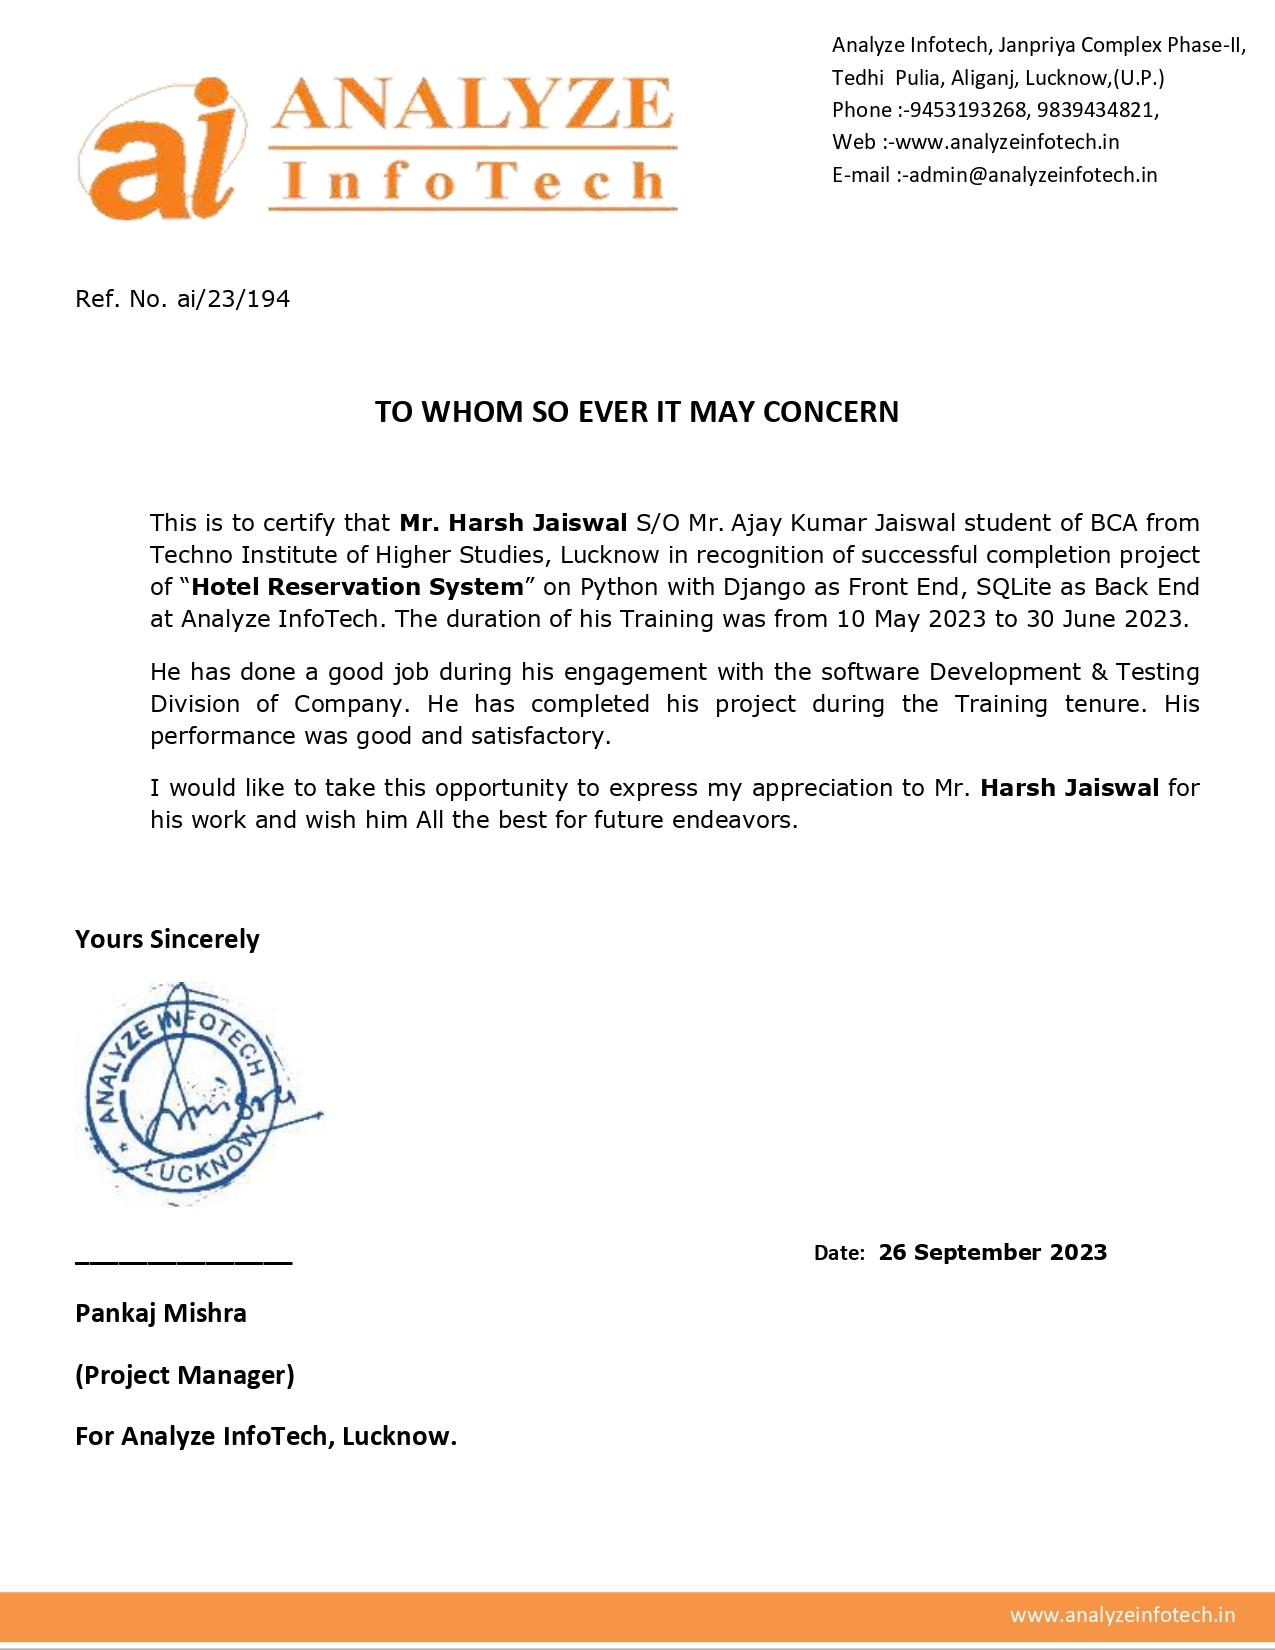 Analyze Infotech, Janpriya Complex Phase-II,
Tedhi  Pulia, Aliganj, Lucknow,(U.P.)
Phone :-9453193268, 9839434821,
Web :-www.analyzeinfotech.in
E-mail :-admin@analyzeinfotech.in
ai
ANALYZE
InfoTech
Ref. No. ai/23/194
TO WHOM SO EVER IT MAY CONCERN
This is to certify that Mr. Harsh Jaiswal S/O Mr. Ajay Kumar Jaiswal student of BCA from
Techno Institute of Higher Studies, Lucknow in recognition of successful completion project
of “Hotel Reservation System” on Python with Django as Front End, SQLite as Back End
at Analyze InfoTech. The duration of his Training was from 10 May 2023 to 30 June 2023.
He has done a good job during his engagement with the software Development & Testing
Division of Company. He has completed his project during the Training tenure. His
performance was good and satisfactory.
I would like to take this opportunity to express my appreciation to Mr. Harsh Jaiswal for
his work and wish him All the best for future endeavors.
Yours Sincerely
ANALYZE INFOTECH
LUCKNOW
Date:  26 September 2023
Pankaj Mishra
(Project Manager)
For Analyze InfoTech, Lucknow.
www.analyzeinfotech.in